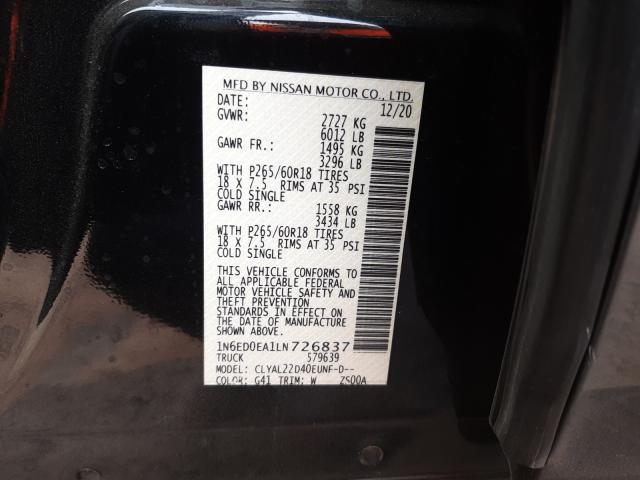 MFD BY NISSAN MOTOR CO., LTD.
DATE: 12/20
GVWR: 2727 KG
6012 LB
GAWR FR.: 1495 KG
3296 LB
WITH P265/60R18 TIRES
18 X 7.5 RIMS AT 35 PSI
COLD SINGLE
GAWR RR.: 1558 KG
3434 LB
WITH P265/60R18 TIRES
18 X 7.5 RIMS AT 35 PSI
COLD SINGLE
THIS VEHICLE CONFORMS TO
ALL APPLICABLE FEDERAL
MOTOR VEHICLE SAFETY AND
THEFT PREVENTION
STANDARDS IN EFFECT ON
THE DATE OF MANUFACTURE
SHOWN ABOVE.
1N6ED0EA1LN726837
TRUCK 579639
MODEL: CLYAL22D40EUNF-D--
COLOR: G41 TRIM: W ZS00A